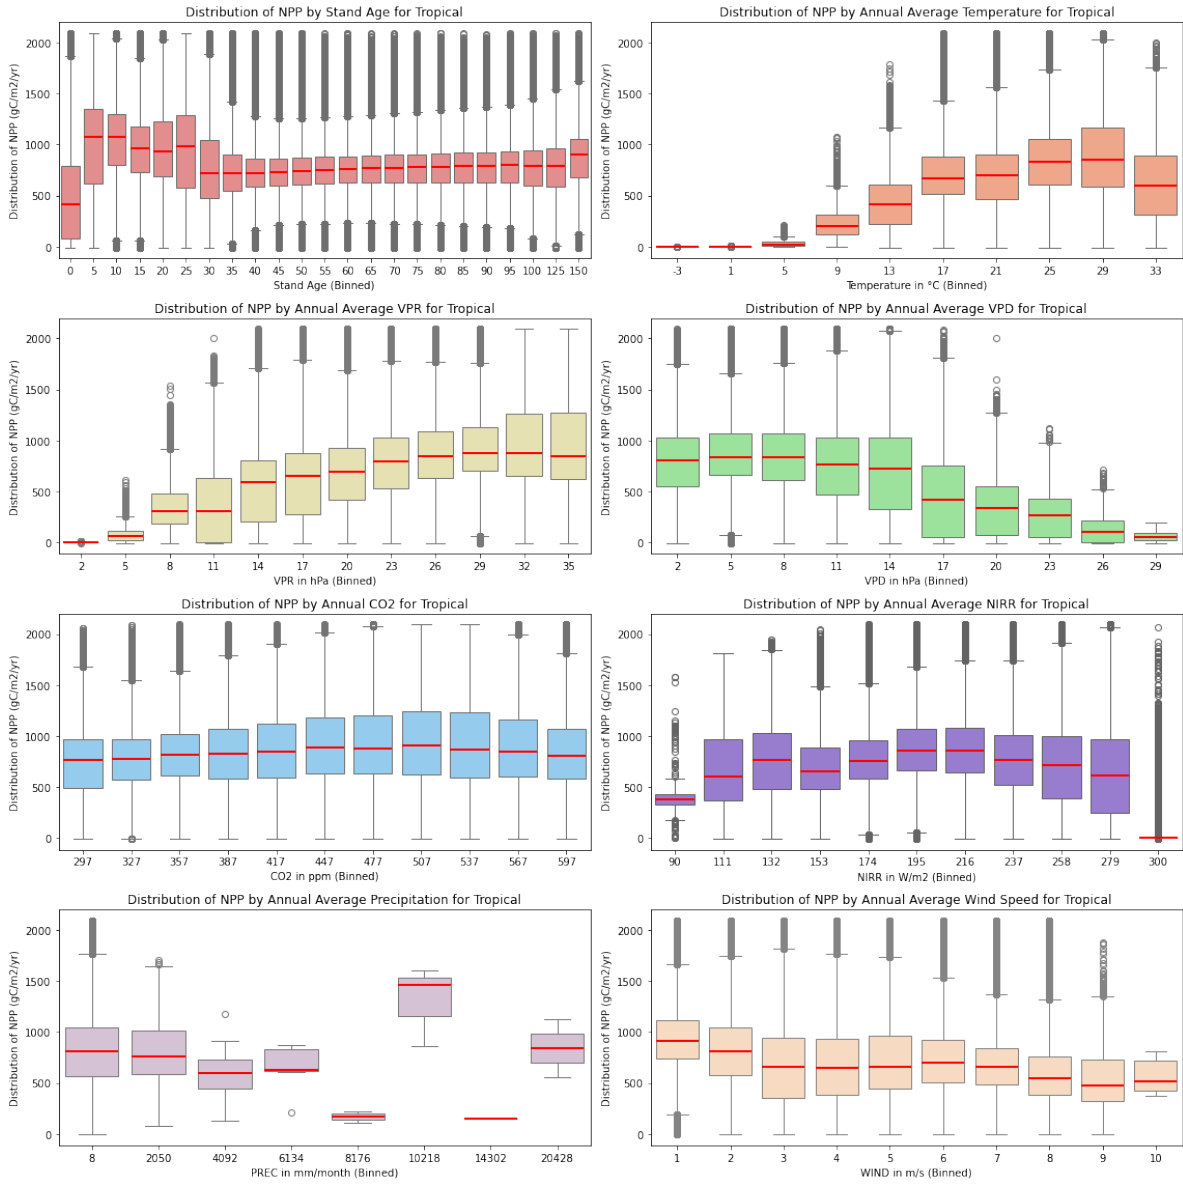 Distribution of NPP by Stand Age for Tropical
Distribution of NPP (gC/m2/yr)
2000
1500
1000
500
0
0 5 10 15 20 25 30 35 40 45 50 55 60 65 70 75 80 85 90 95 100 125 150
Stand Age (Binned)
Distribution of NPP by Annual Average Temperature for Tropical
Distribution of NPP (gC/m2/yr)
2000
1500
1000
500
0
-3 1 5 9 13 17 21 25 29 33
Temperature in °C (Binned)
Distribution of NPP by Annual Average VPR for Tropical
Distribution of NPP (gC/m2/yr)
2000
1500
1000
500
0
2 5 8 11 14 17 20 23 26 29 32 35
VPR in hPa (Binned)
Distribution of NPP by Annual Average VPD for Tropical
Distribution of NPP (gC/m2/yr)
2000
1500
1000
500
0
2 5 8 11 14 17 20 23 26 29
VPD in hPa (Binned)
Distribution of NPP by Annual CO2 for Tropical
Distribution of NPP (gC/m2/yr)
2000
1500
1000
500
0
297 327 357 387 417 447 477 507 537 567 597
CO2 in ppm (Binned)
Distribution of NPP by Annual Average NIRR for Tropical
Distribution of NPP (gC/m2/yr)
2000
1500
1000
500
0
90 111 132 153 174 195 216 237 258 279 300
NIRR in W/m2 (Binned)
Distribution of NPP by Annual Average Precipitation for Tropical
Distribution of NPP (gC/m2/yr)
2000
1500
1000
500
0
8 2050 4092 6134 8176 10218 14302 20428
PREC in mm/month (Binned)
Distribution of NPP by Annual Average Wind Speed for Tropical
Distribution of NPP (gC/m2/yr)
2000
1500
1000
500
0
1 2 3 4 5 6 7 8 9 10
WIND in m/s (Binned)